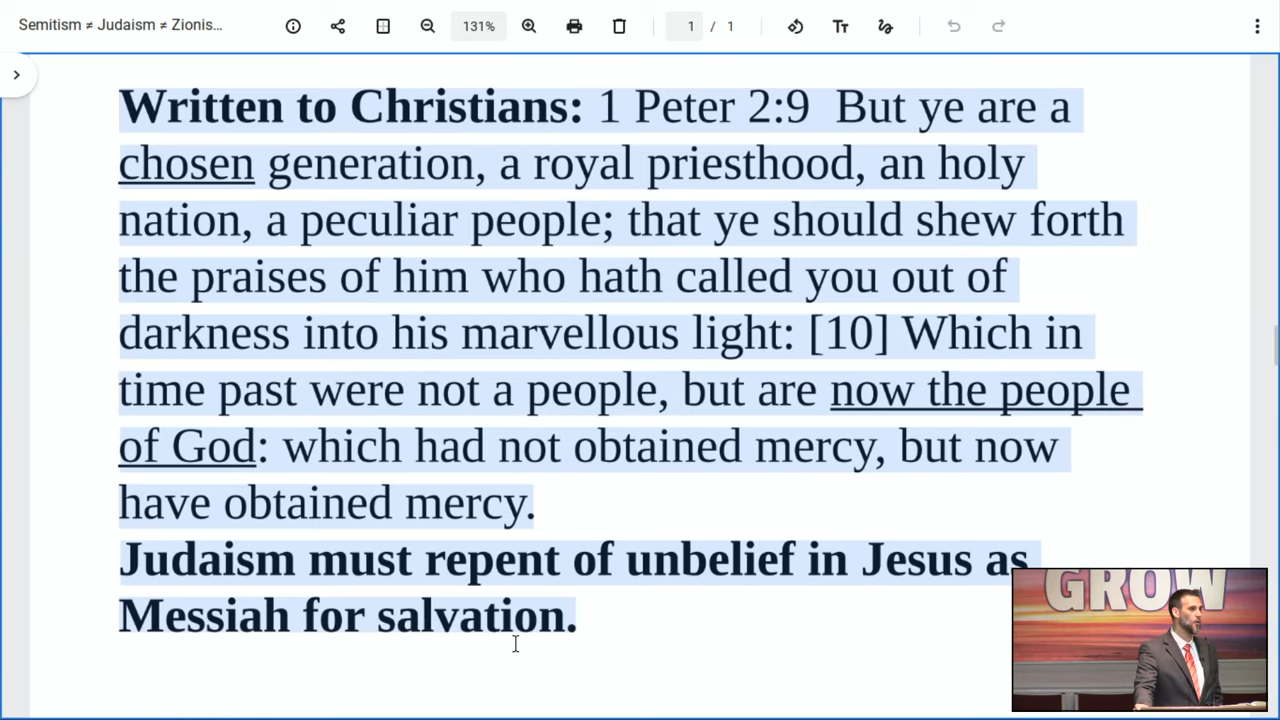 Semitism ≠ Judaism ≠ Zionis...
131%
1 / 1
Written to Christians: 1 Peter 2:9  But ye are a
chosen generation, a royal priesthood, an holy
nation, a peculiar people; that ye should shew forth
the praises of him who hath called you out of
darkness into his marvellous light: [10] Which in
time past were not a people, but are now the people
of God: which had not obtained mercy, but now
have obtained mercy.
Judaism must repent of unbelief in Jesus as
Messiah for salvation.
GROW